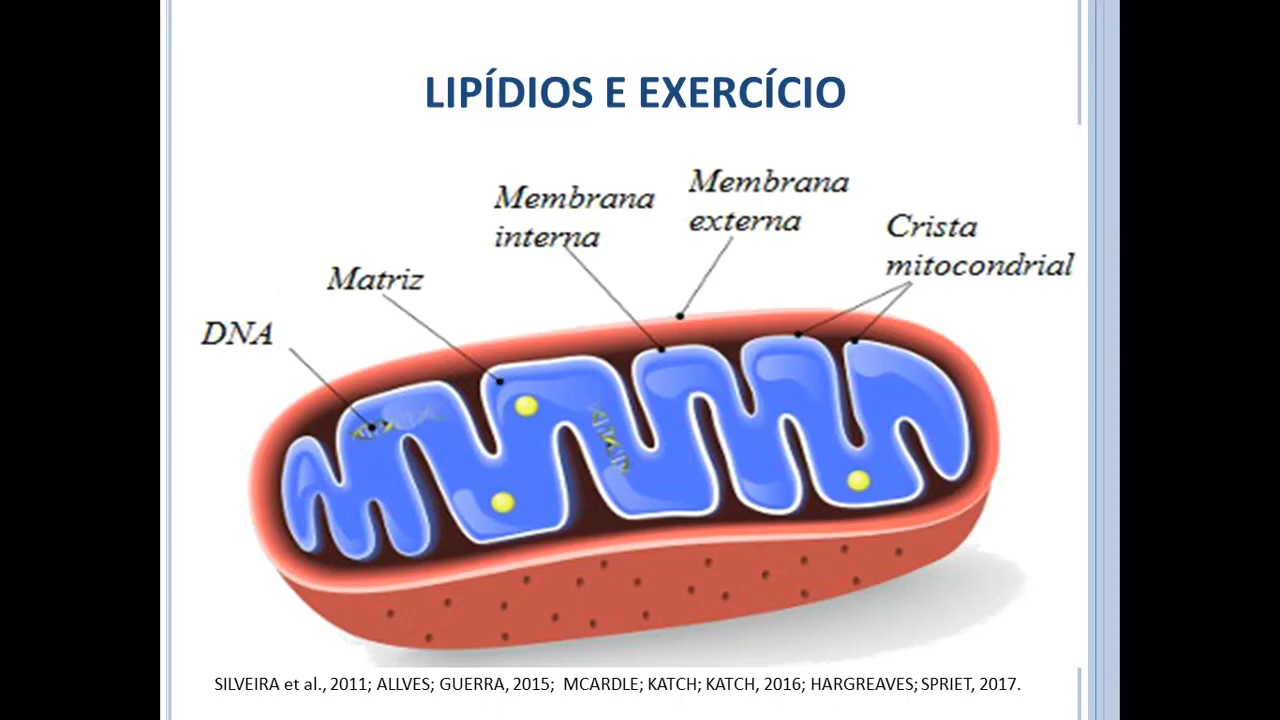 LIPÍDIOS E EXERCÍCIO
Membrana
interna
Membrana
externa
Crista
mitocondrial
Matriz
DNA
SILVEIRA et al., 2011; ALLVES; GUERRA, 2015; MCARDLE; KATCH; KATCH, 2016; HARGREAVES; SPRIET, 2017.